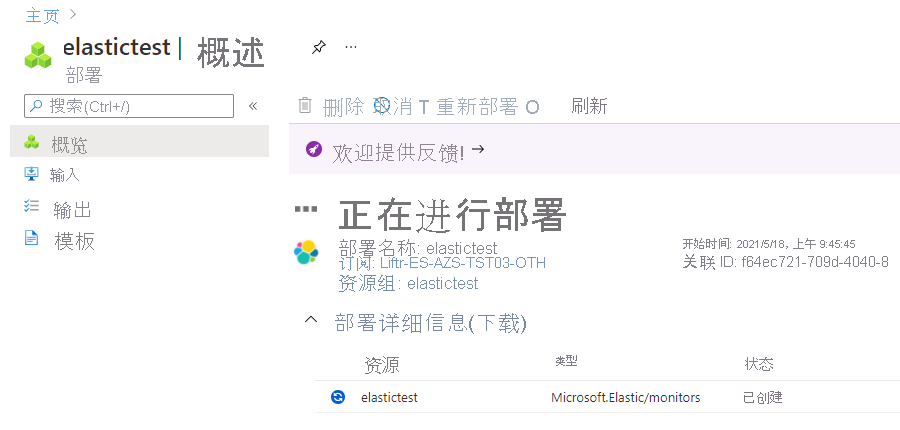 主页 >
elastictest | 概述
部署
搜索(Ctrl+/)
«
概览
输入
输出
模板
删除 取消 T 重新部署 O 刷新
欢迎提供反馈! →
正在进行部署
部署名称: elastictest
订阅: Liftr-ES-AZS-TST03-OTH
资源组: elastictest
开始时间: 2021/5/18, 上午 9:45:45
关联 ID: f64ec721-709d-4040-8
部署详细信息(下载)
资源 类型 状态
elastictest Microsoft.Elastic/monitors 已创建